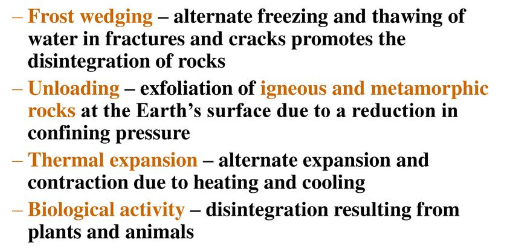 – Frost wedging – alternate freezing and thawing of
water in fractures and cracks promotes the
disintegration of rocks
– Unloading – exfoliation of igneous and metamorphic
rocks at the Earth's surface due to a reduction in
confining pressure
– Thermal expansion – alternate expansion and
contraction due to heating and cooling
– Biological activity – disintegration resulting from
plants and animals